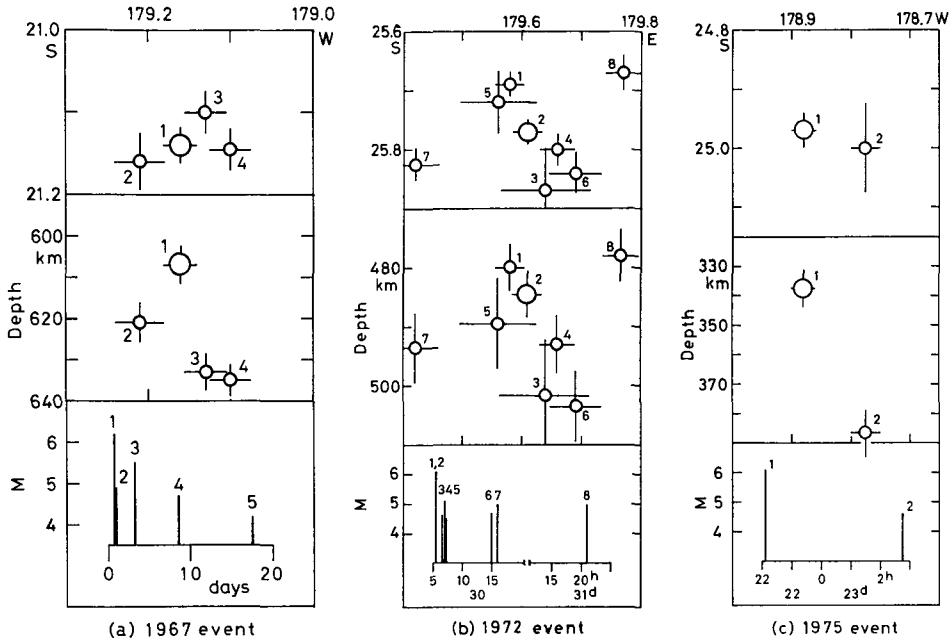 179.2 179.0
W
21.0
S
3
1
2
4
21.2
600
km
1
Depth
620
2
3
4
640
1
6
3
M
5
2
4
5
4
0 10 20
days
(a) 1967 event
179.6 179.8
25.6
S E
8
1
5
2
4
25.8
7
3
6
8
480
km
1
2
5
4
Depth
7
500
3
6
6
1,2
M
5
345
67
8
4
5 10 15 15 20h
30 31d
(b) 1972 event
178.9 178.7W
24.8
S
1
25.0
2
330
km
1
350
Depth
370
2
6
1
M
5
2
4
22 0 2h
22 23d
(c) 1975 event